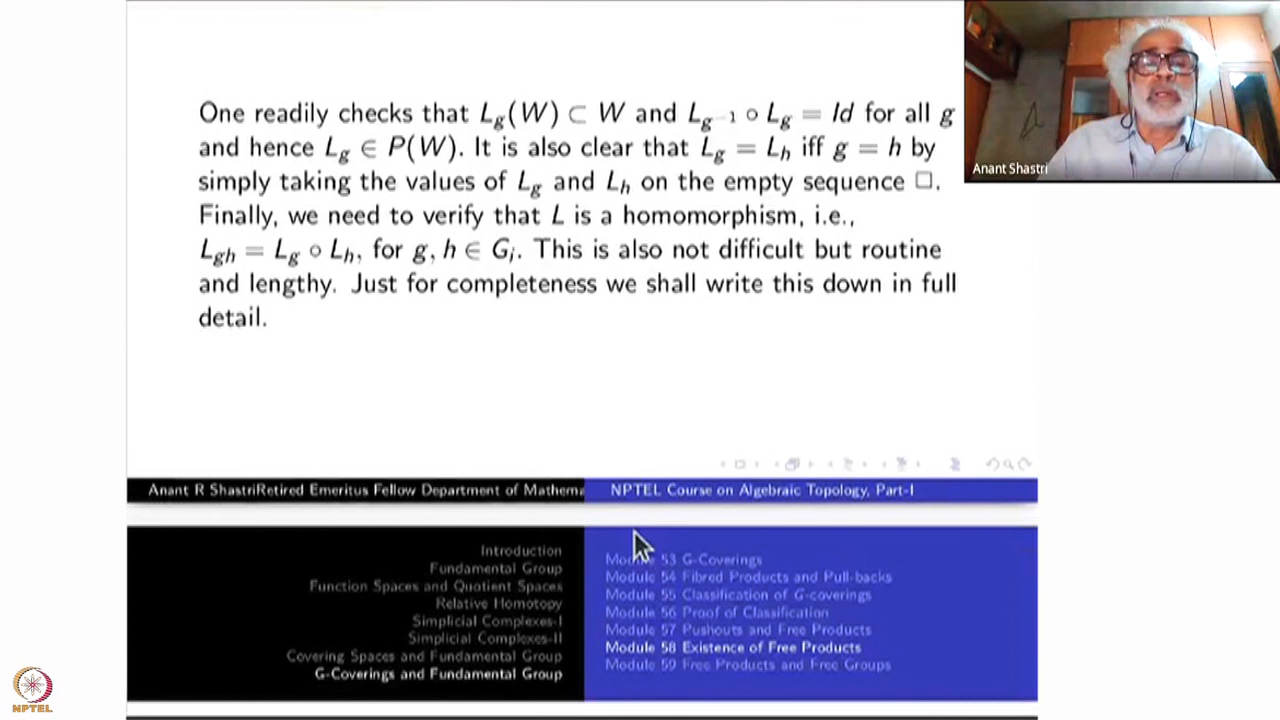 One readily checks that L_g(W) ⊂ W and L_{g^{-1}} ∘ L_g = Id for all g
and hence L_g ∈ P(W). It is also clear that L_g = L_h iff g = h by
simply taking the values of L_g and L_h on the empty sequence □.
Finally, we need to verify that L is a homomorphism, i.e.,
L_{gh} = L_g ∘ L_h, for g, h ∈ G_i. This is also not difficult but routine
and lengthy. Just for completeness we shall write this down in full
detail.
Anant Shastri
Anant R ShastriRetired Emeritus Fellow Department of Mathema
NPTEL Course on Algebraic Topology, Part-I
Introduction
Fundamental Group
Function Spaces and Quotient Spaces
Relative Homotopy
Simplicial Complexes-I
Simplicial Complexes-II
Covering Spaces and Fundamental Group
G-Coverings and Fundamental Group
Module 53 G-Coverings
Module 54 Fibred Products and Pull-backs
Module 55 Classification of G-coverings
Module 56 Proof of Classification
Module 57 Pushouts and Free Products
Module 58 Existence of Free Products
Module 59 Free Products and Free Groups
NPTEL